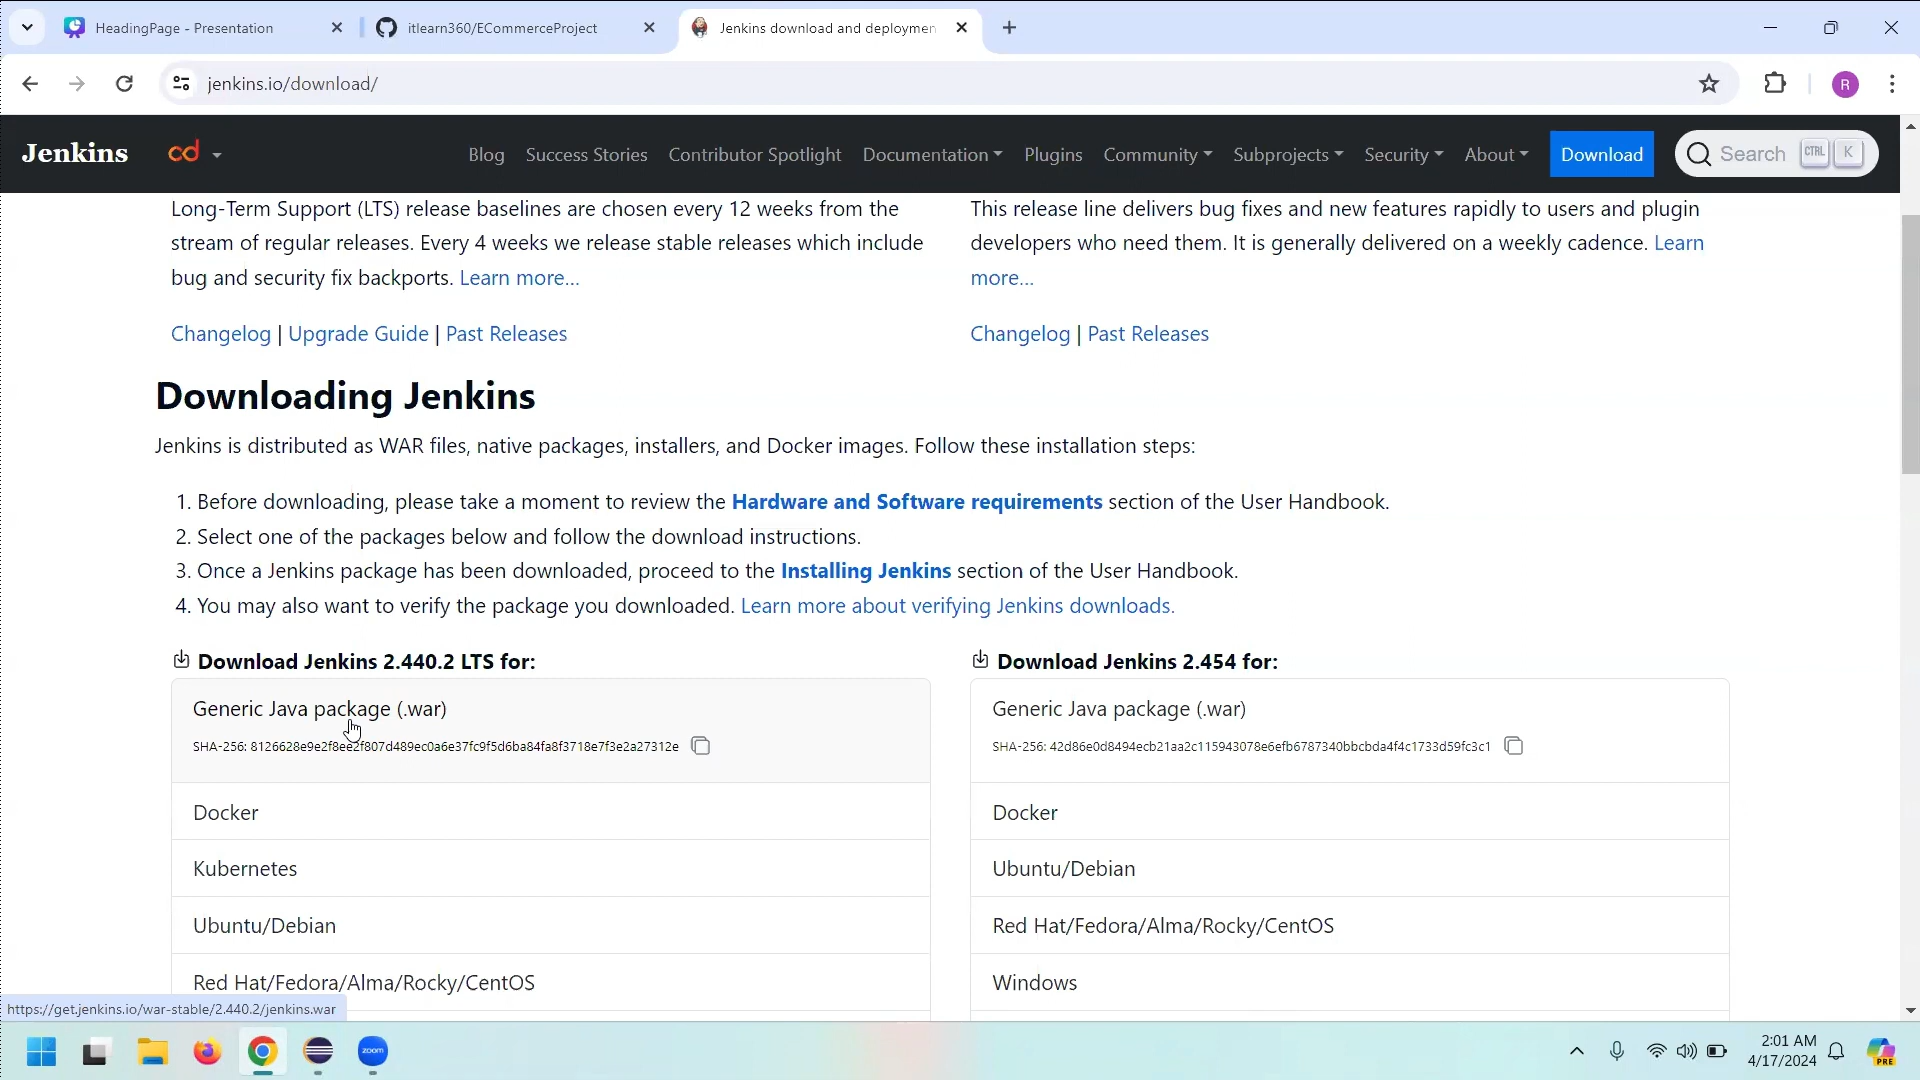 HeadingPage - Presentation
itlearn360/ECommerceProject
Jenkins download and deploymen
jenkins.io/download/
R
Jenkins
cd
Blog
Success Stories
Contributor Spotlight
Documentation
Plugins
Community
Subprojects
Security
About
Download
Search
CTRL
K
Long-Term Support (LTS) release baselines are chosen every 12 weeks from the
stream of regular releases. Every 4 weeks we release stable releases which include
bug and security fix backports. Learn more...
Changelog | Upgrade Guide | Past Releases
This release line delivers bug fixes and new features rapidly to users and plugin
developers who need them. It is generally delivered on a weekly cadence. Learn
more...
Changelog | Past Releases
Downloading Jenkins
Jenkins is distributed as WAR files, native packages, installers, and Docker images. Follow these installation steps:
1. Before downloading, please take a moment to review the Hardware and Software requirements section of the User Handbook.
2. Select one of the packages below and follow the download instructions.
3. Once a Jenkins package has been downloaded, proceed to the Installing Jenkins section of the User Handbook.
4. You may also want to verify the package you downloaded. Learn more about verifying Jenkins downloads.
Download Jenkins 2.440.2 LTS for:
Generic Java package (.war)
SHA-256: 8126628e9e2f8ee2f807d489ec0a6e37fc9f5d6ba84fa8f3718e7f3e2a27312e
Docker
Kubernetes
Ubuntu/Debian
Red Hat/Fedora/Alma/Rocky/CentOS
Download Jenkins 2.454 for:
Generic Java package (.war)
SHA-256: 42d86e0d8494ecb21aa2c115943078e6efb6787340bbcbda4f4c1733d59fc3c1
Docker
Ubuntu/Debian
Red Hat/Fedora/Alma/Rocky/CentOS
Windows
https://get.jenkins.io/war-stable/2.440.2/jenkins.war
zoom
2:01 AM
4/17/2024
PRE